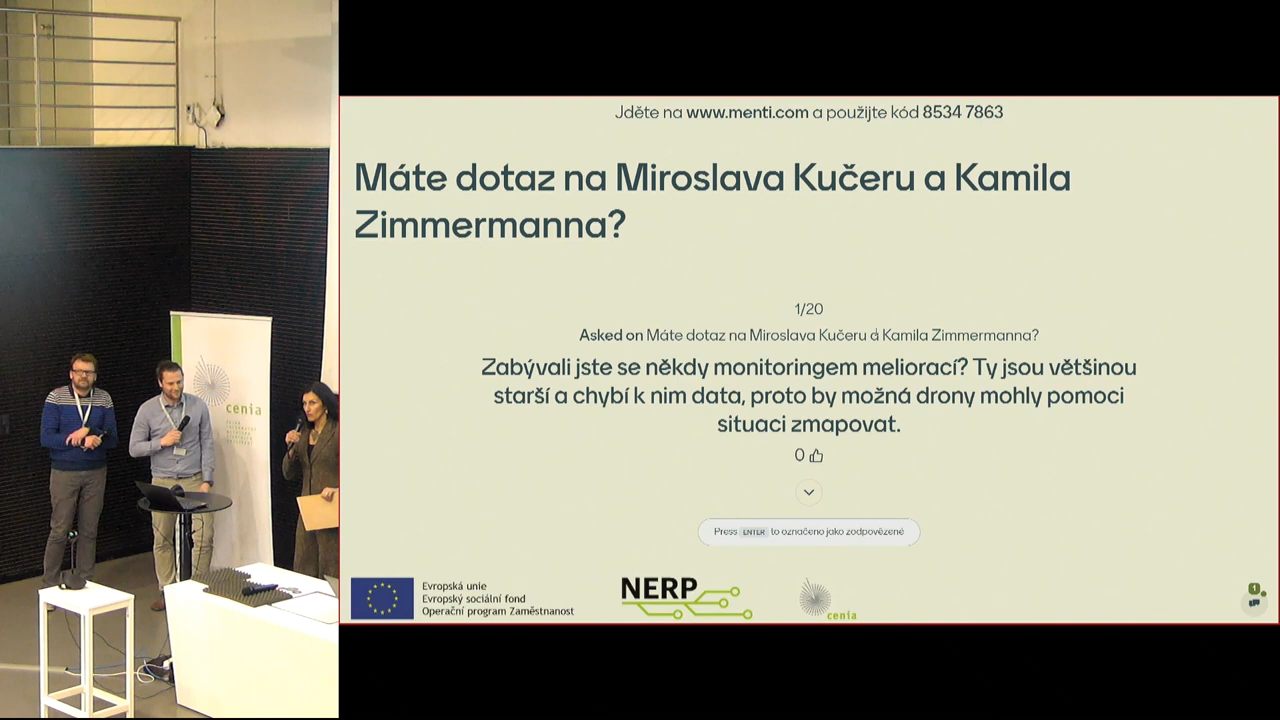 Jděte na www.menti.com a použijte kód 8534 7863
Máte dotaz na Miroslava Kučeru a Kamila
Zimmermanna?
1/20
Asked on Máte dotaz na Miroslava Kučeru a Kamila Zimmermanna?
Zabývali jste se někdy monitoringem meliorací? Ty jsou většinou
starší a chybí k nim data, proto by možná drony mohly pomoci
situaci zmapovat.
0
Press ENTER to označeno jako zodpovězené
Evropská unie
Evropský sociální fond
Operační program Zaměstnanost
NERP
cenia
1
cenia